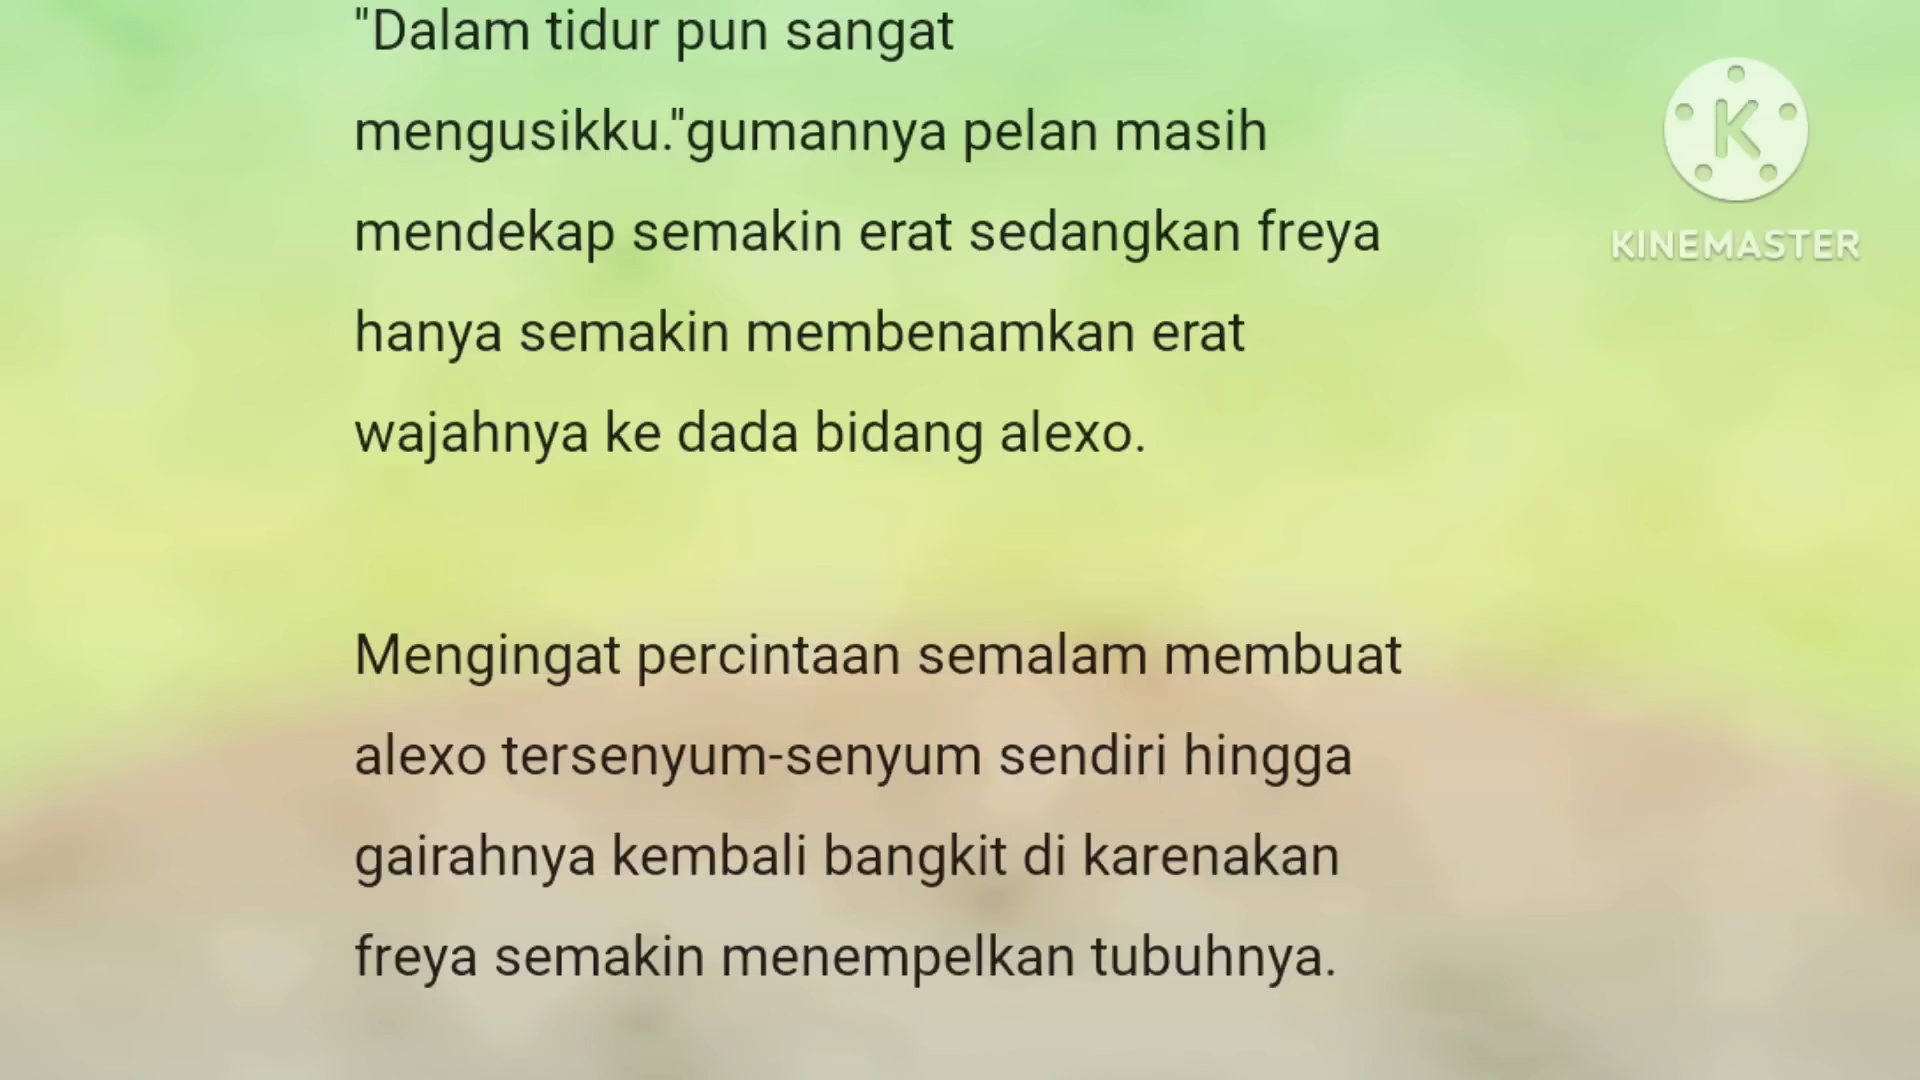 "Dalam tidur pun sangat
mengusikku."gumannya pelan masih
mendekap semakin erat sedangkan freya
hanya semakin membenamkan erat
wajahnya ke dada bidang alexo.
Mengingat percintaan semalam membuat
alexo tersenyum-senyum sendiri hingga
gairahnya kembali bangkit di karenakan
freya semakin menempelkan tubuhnya.
K
KINEMASTER